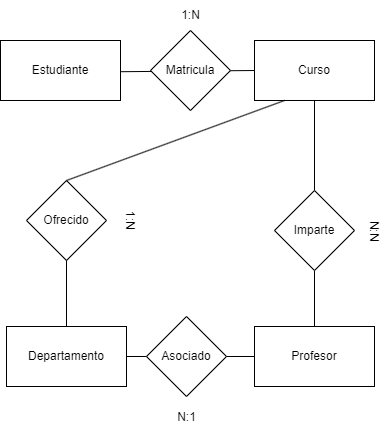 1:N
Estudiante
Matricula
Curso
Ofrecido
1:N
Imparte
N:N
Departamento
Asociado
Profesor
N:1